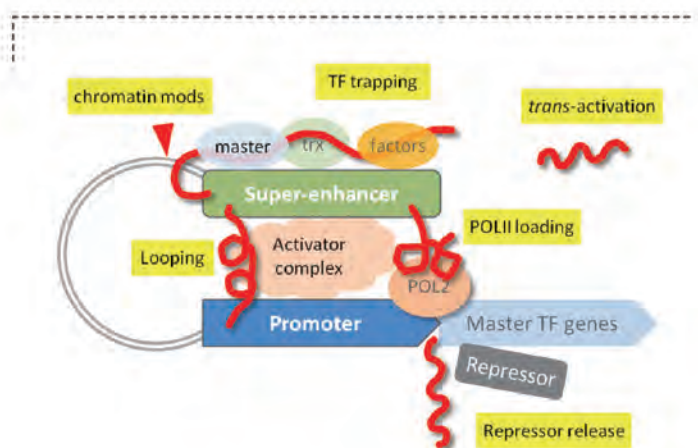 TF trapping
chromatin mods
trans-activation
master
trx
factors
Super-enhancer
POLII loading
Looping
Activator
complex
POL2
Promoter
Master TF genes
Repressor
Repressor release